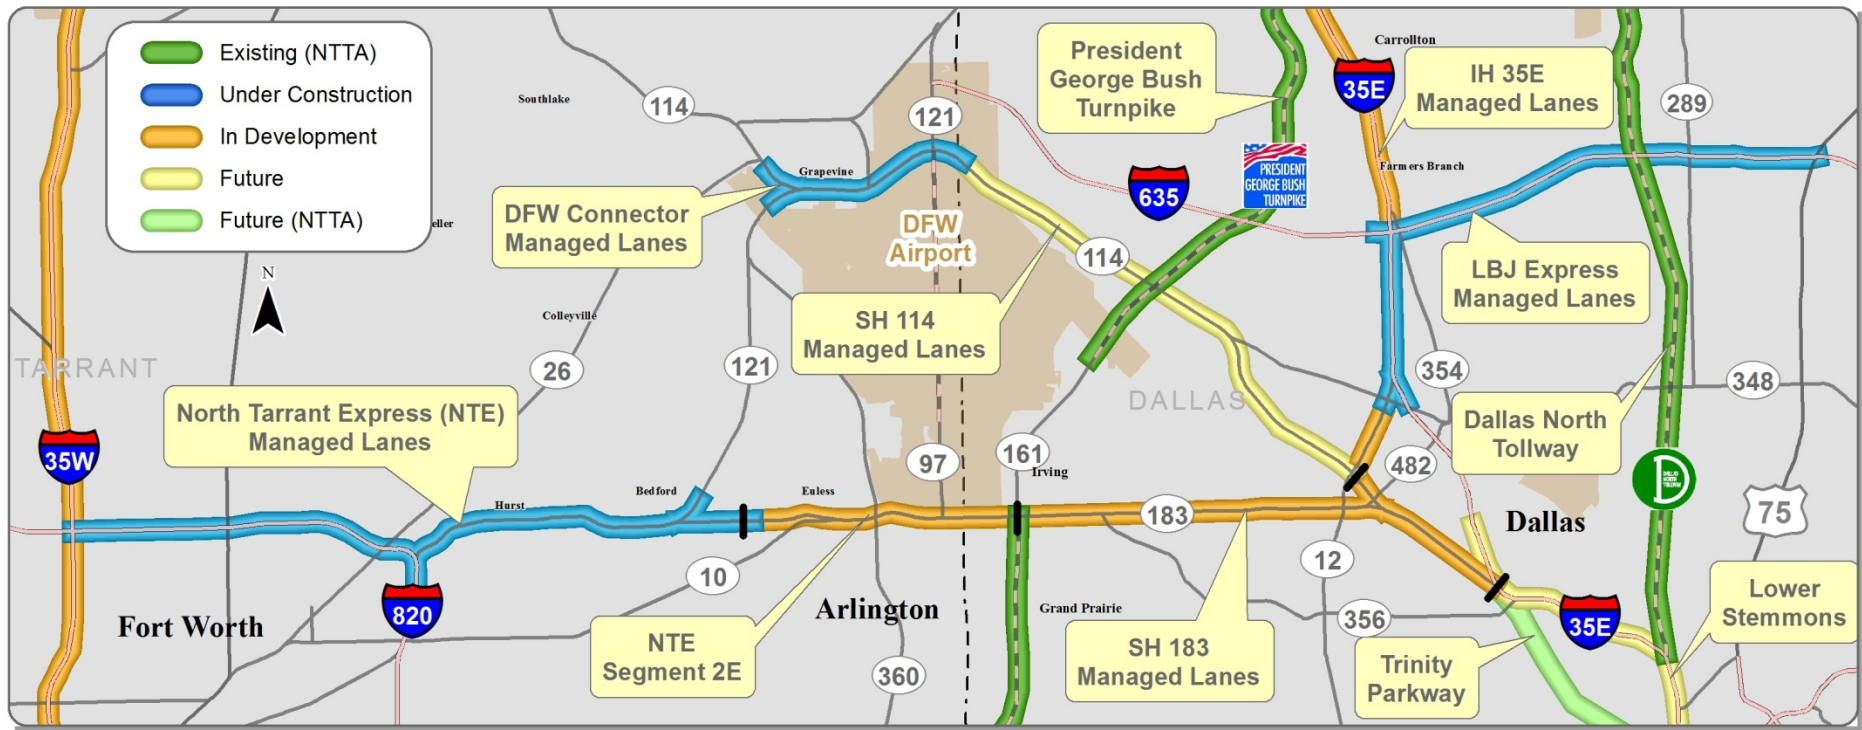 Existing (NTTA)
Under Construction
In Development
Future
Future (NTTA)
N
Southlake
114
121
President
George Bush
Turnpike
35E
Carrollton
IH 35E
Managed Lanes
289
Grapevine
DFW Connector
Managed Lanes
DFW
Airport
635
PRESIDENT
GEORGE BUSH
TURNPIKE
Farmers Branch
eller
114
LBJ Express
Managed Lanes
Colleyville
SH 114
Managed Lanes
TARRANT
26
121
DALLAS
354
348
North Tarrant Express (NTE)
Managed Lanes
Dallas North
Tollway
35W
97
161
Irving
482
DALLAS
NORTH
TOLLWAY
Hurst
Bedford
Euless
183
Dallas
75
10
12
820
Fort Worth
Arlington
Grand Prairie
356
35E
Lower
Stemmons
NTE
Segment 2E
360
SH 183
Managed Lanes
Trinity
Parkway